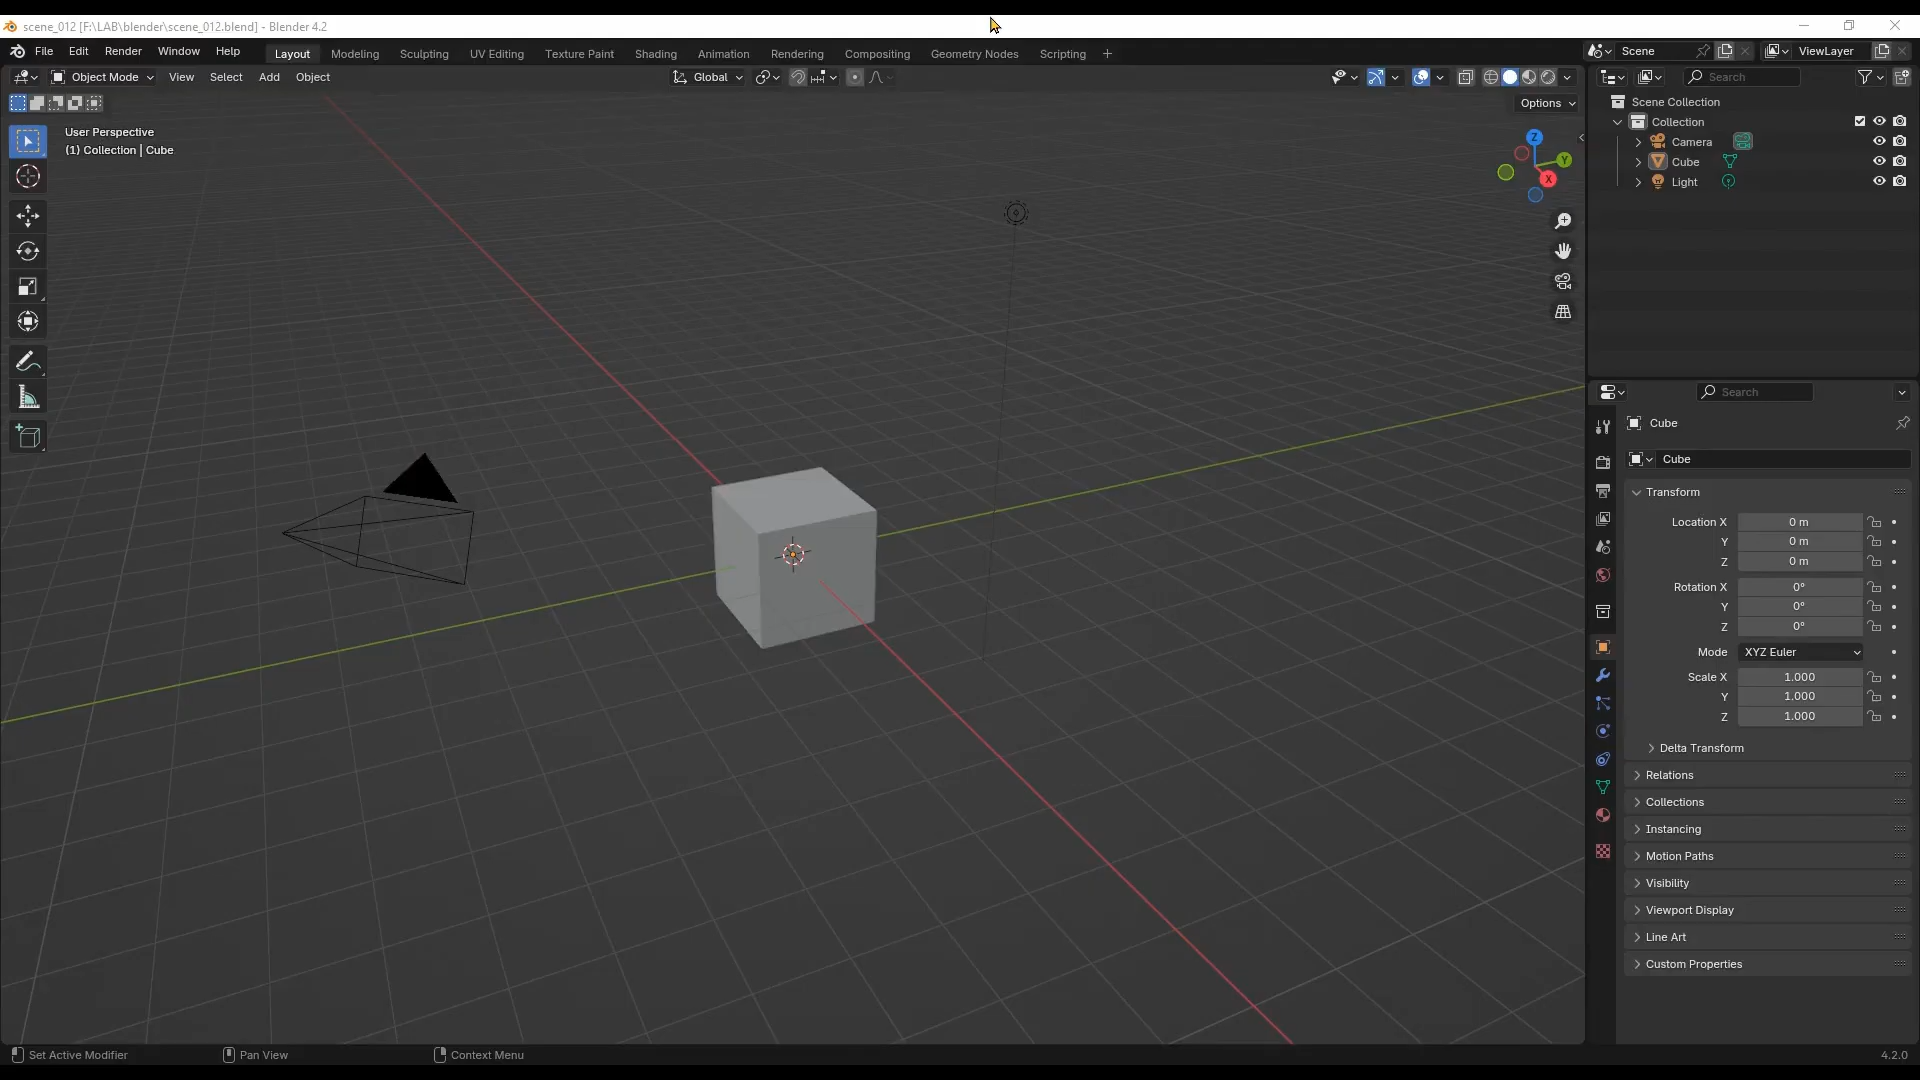 scene_012 [F:\LAB\blender\scene_012.blend] - Blender 4.2
File Edit Render Window Help Layout Modeling Sculpting UV Editing Texture Paint Shading Animation Rendering Compositing Geometry Nodes Scripting + Scene ViewLayer
Object Mode View Select Add Object Global Search
Options
User Perspective
(1) Collection | Cube
Z
Y
X
Scene Collection
Collection
Camera
Cube
Light
Search
Cube
Cube
Transform
Location X 0 m
Y 0 m
Z 0 m
Rotation X 0°
Y 0°
Z 0°
Mode XYZ Euler
Scale X 1.000
Y 1.000
Z 1.000
Delta Transform
Relations
Collections
Instancing
Motion Paths
Visibility
Viewport Display
Line Art
Custom Properties
Set Active Modifier Pan View Context Menu 4.2.0